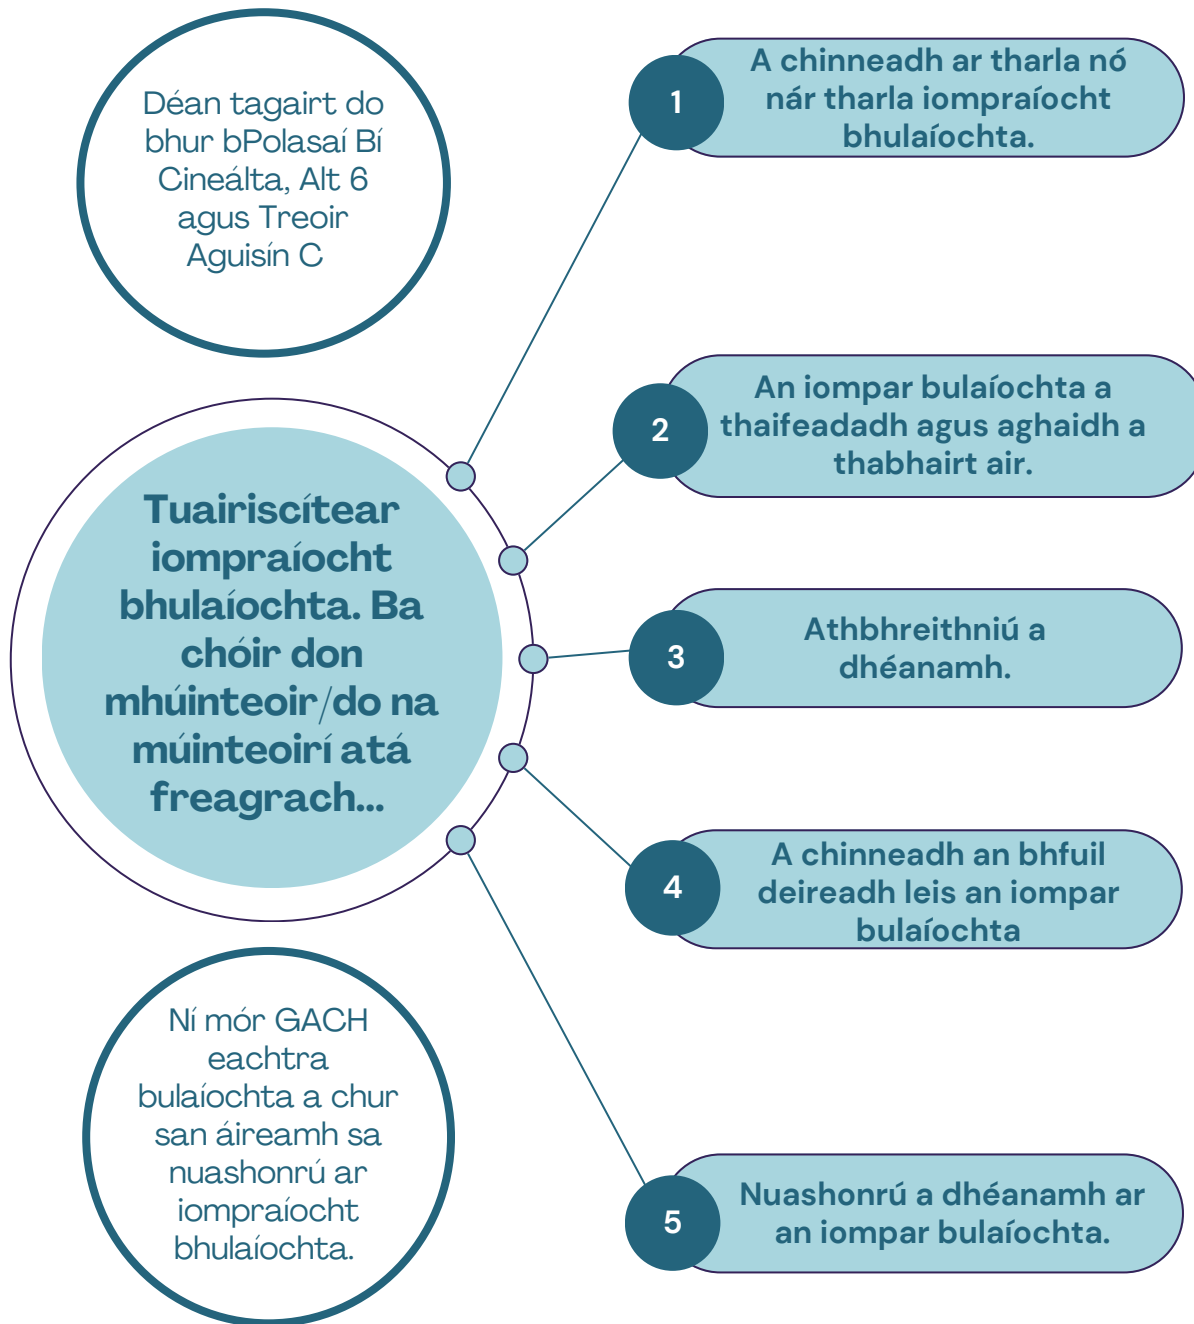 Déan tagairt do
bhur bPolasaí Bí
Cineálta, Alt 6
agus Treoir
Aguisín C
Tuairiscítear
iompraíocht
bhulaíochta. Ba
chóir don
mhúinteoir/do na
múinteoirí atá
freagrach...
Ní mór GACH
eachtra
bulaíochta a chur
san áireamh sa
nuashonrú ar
iompraíocht
bhulaíochta.
1
A chinneadh ar tharla nó
nár tharla iompraíocht
bhulaíochta.
2
An iompar bulaíochta a
thaifeadadh agus aghaidh a
thabhairt air.
3
Athbhreithniú a
dhéanamh.
4
A chinneadh an bhfuil
deireadh leis an iompar
bulaíochta
5
Nuashonrú a dhéanamh ar
an iompar bulaíochta.